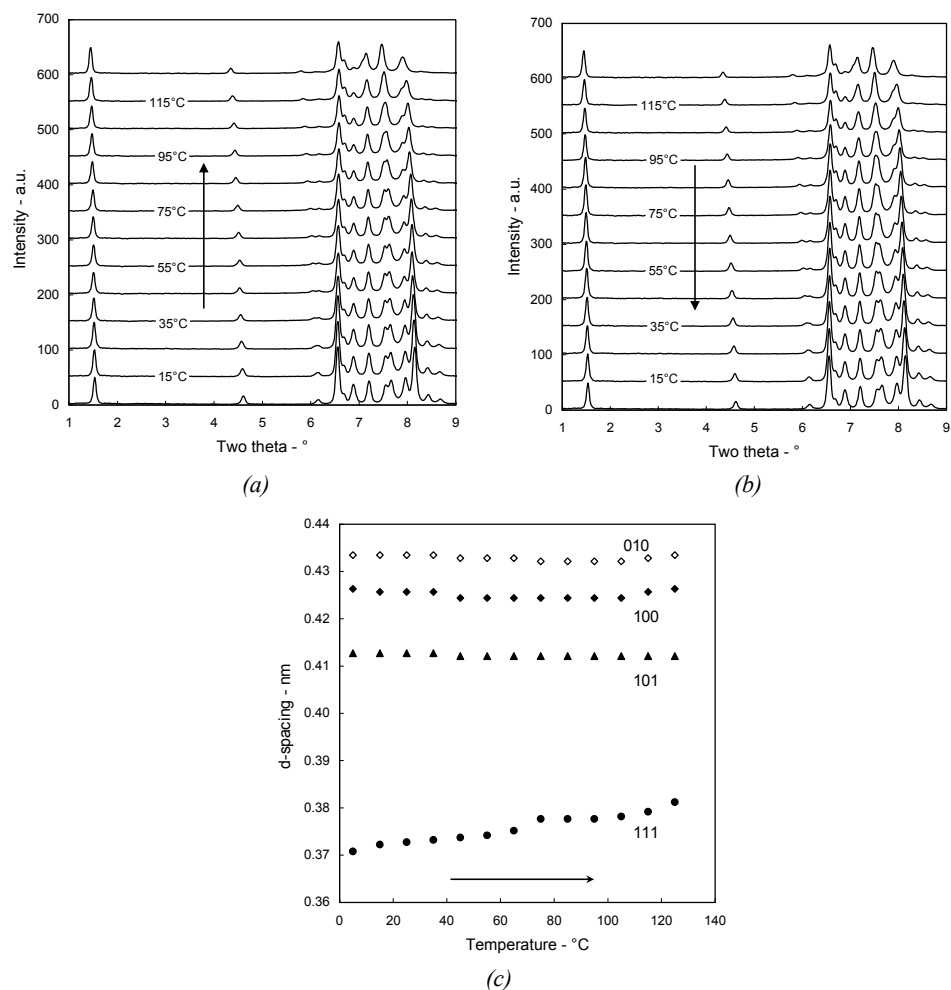 700
600
500
400
300
200
100
0
Intensity - a.u.
115°C
95°C
75°C
55°C
35°C
15°C
1 2 3 4 5 6 7 8 9
Two theta - °
(a)
700
600
500
400
300
200
100
0
Intensity - a.u.
115°C
95°C
75°C
55°C
35°C
15°C
1 2 3 4 5 6 7 8 9
Two theta - °
(b)
0.44
0.43
0.42
0.41
0.40
0.39
0.38
0.37
0.36
d-spacing - nm
010
100
101
111
0 20 40 60 80 100 120 140
Temperature - °C
(c)